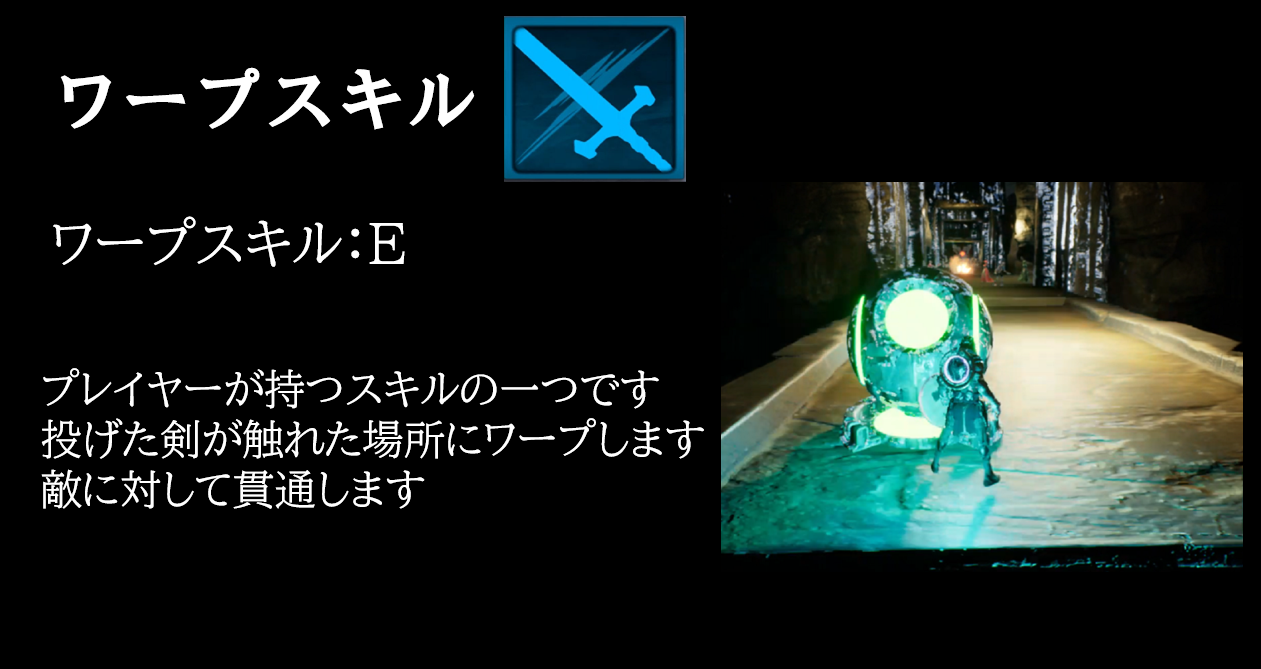 ワープスキル
ワープスキル：E
プレイヤーが持つスキルの一つです
投げた剣が触れた場所にワープします
敵に対して貫通します